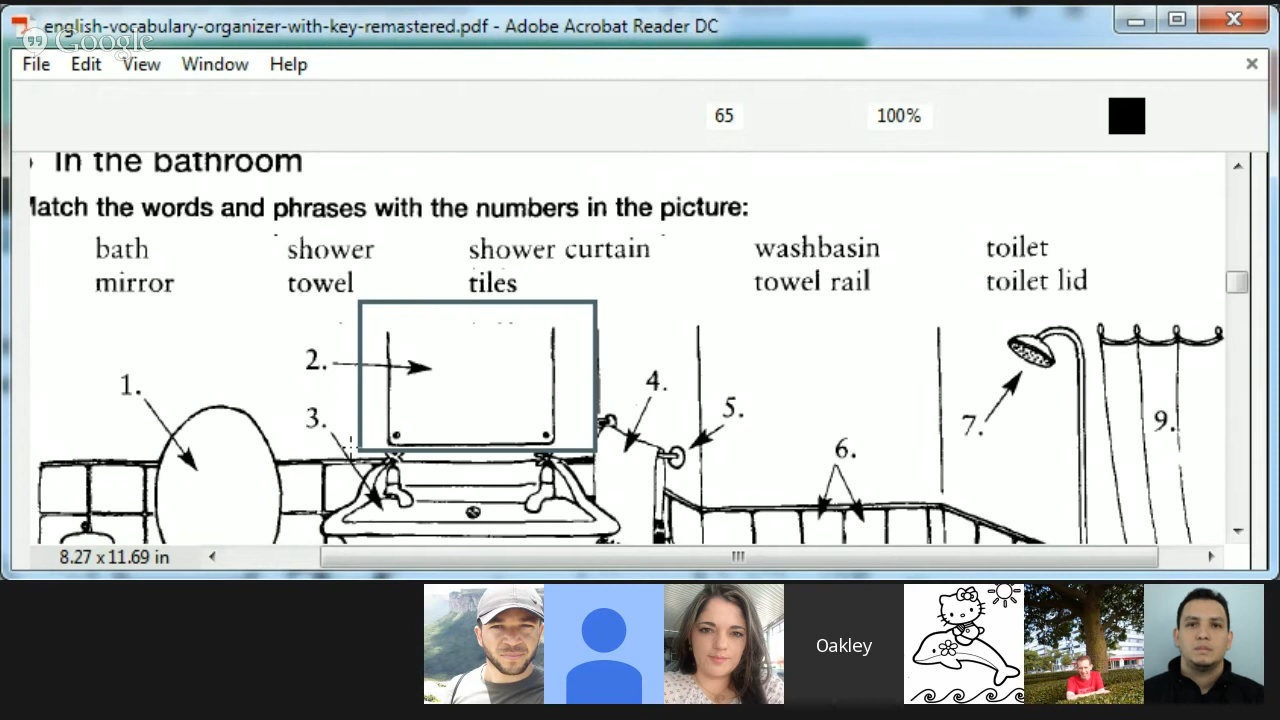 english-vocabulary-organizer-with-key-remastered.pdf - Adobe Acrobat Reader DC
Google
File Edit View Window Help
65 100%
In the bathroom
Match the words and phrases with the numbers in the picture:
bath shower shower curtain washbasin toilet
mirror towel tiles towel rail toilet lid
1. 2. 3. 4. 5. 6. 7. 9.
8.27 x 11.69 in
Oakley